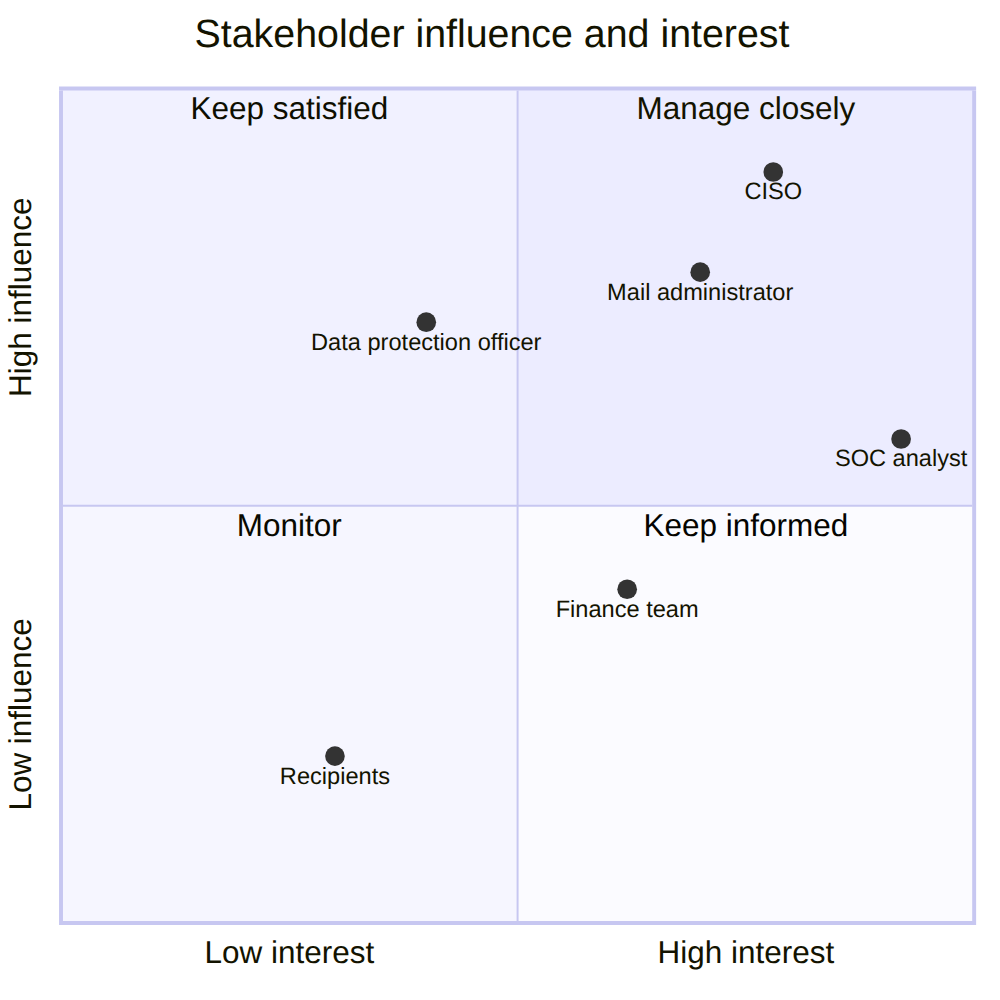 Stakeholder influence and interest
Keep satisfied
Manage closely
CISO
Mail administrator
Data protection officer
SOC analyst
High influence
Monitor
Keep informed
Finance team
Recipients
Low influence
Low interest
High interest